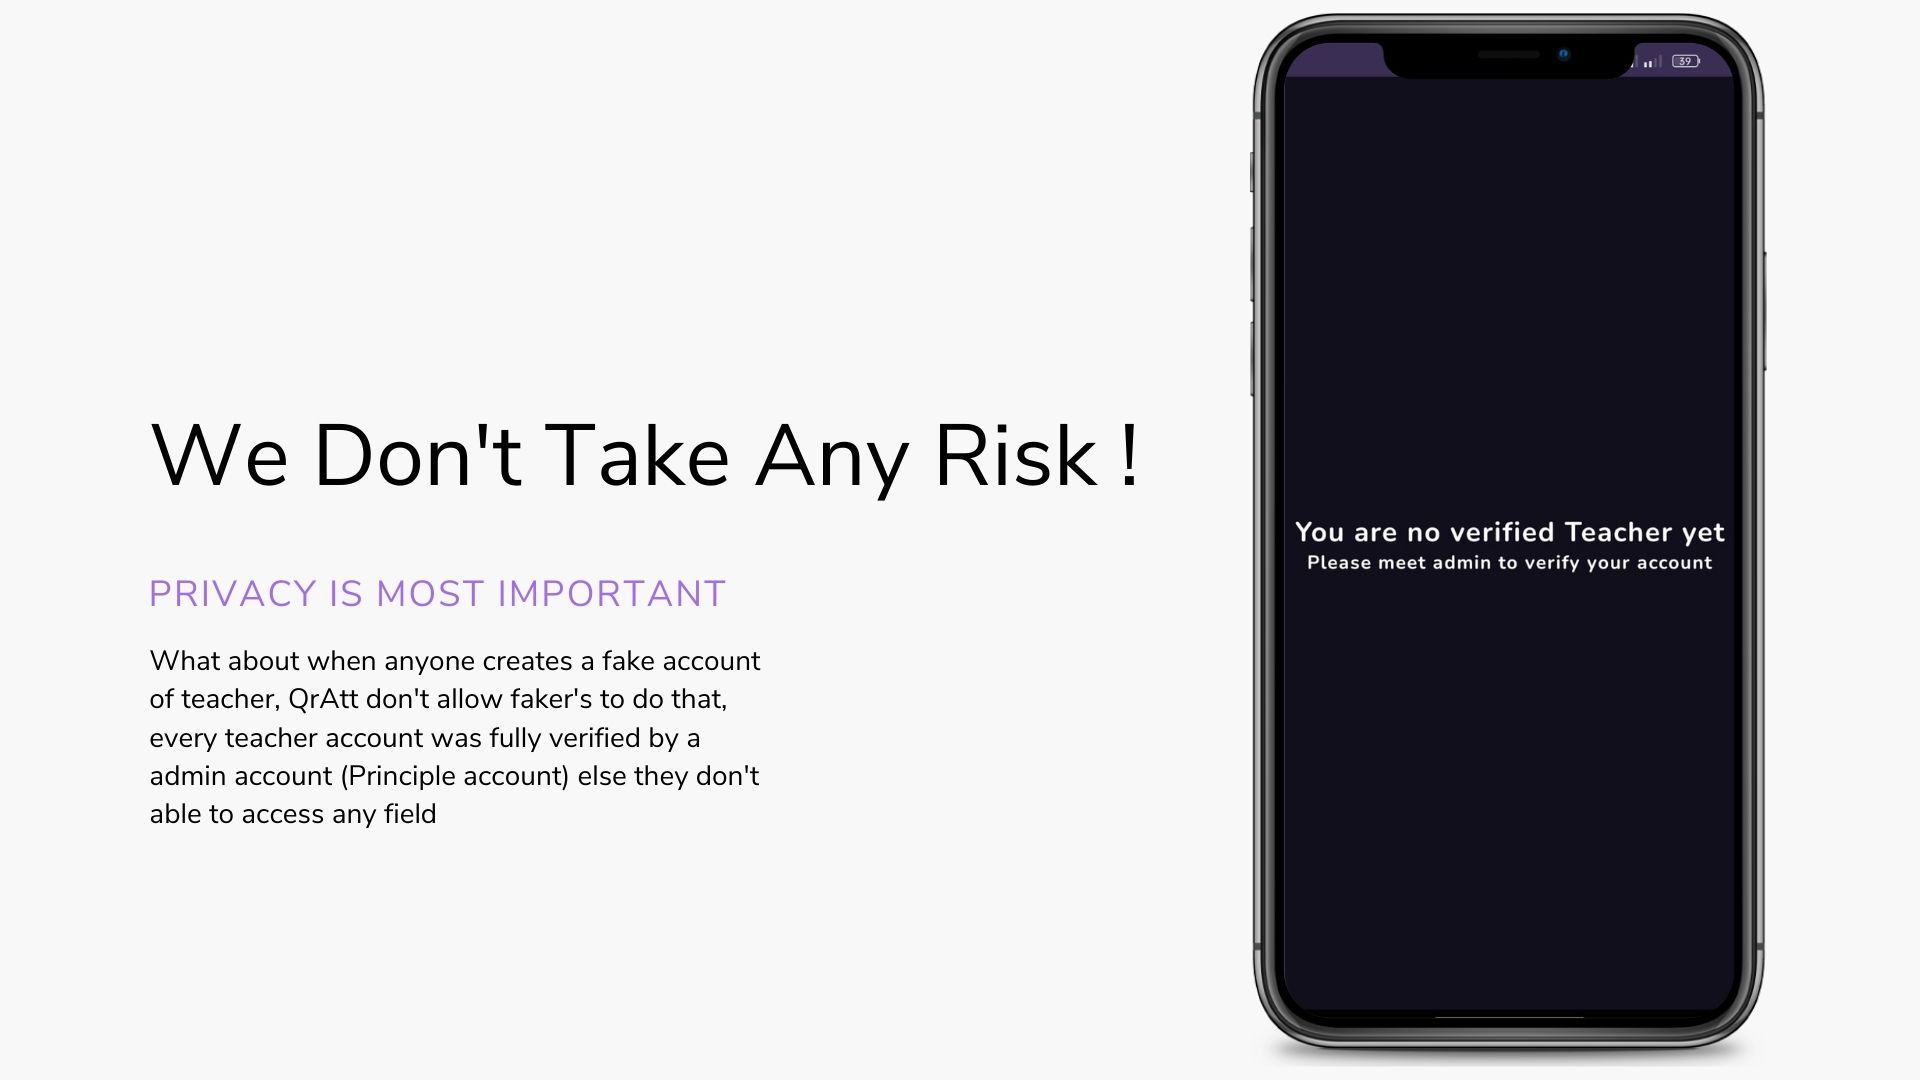 We Don't Take Any Risk !
PRIVACY IS MOST IMPORTANT
What about when anyone creates a fake account
of teacher, QrAtt don't allow faker's to do that,
every teacher account was fully verified by a
admin account (Principle account) else they don't
able to access any field
39
You are no verified Teacher yet
Please meet admin to verify your account